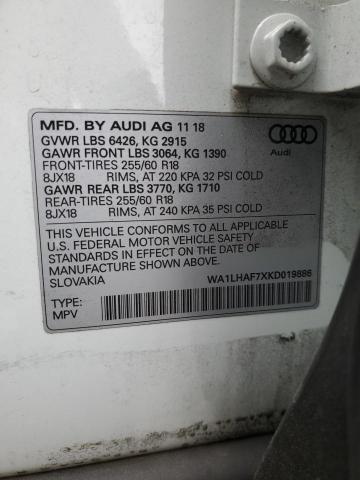 MFD. BY AUDI AG 11 18
GVWR LBS 6426, KG 2915
GAWR FRONT LBS 3064, KG 1390
FRONT-TIRES 255/60 R18
8JX18 RIMS, AT 220 KPA 32 PSI COLD
GAWR REAR LBS 3770, KG 1710
REAR-TIRES 255/60 R18
8JX18 RIMS, AT 240 KPA 35 PSI COLD
Audi
THIS VEHICLE CONFORMS TO ALL APPLICABLE
U.S. FEDERAL MOTOR VEHICLE SAFETY
STANDARDS IN EFFECT ON THE DATE OF
MANUFACTURE SHOWN ABOVE.
SLOVAKIA
WA1LHAF7XKD019886
TYPE:
MPV